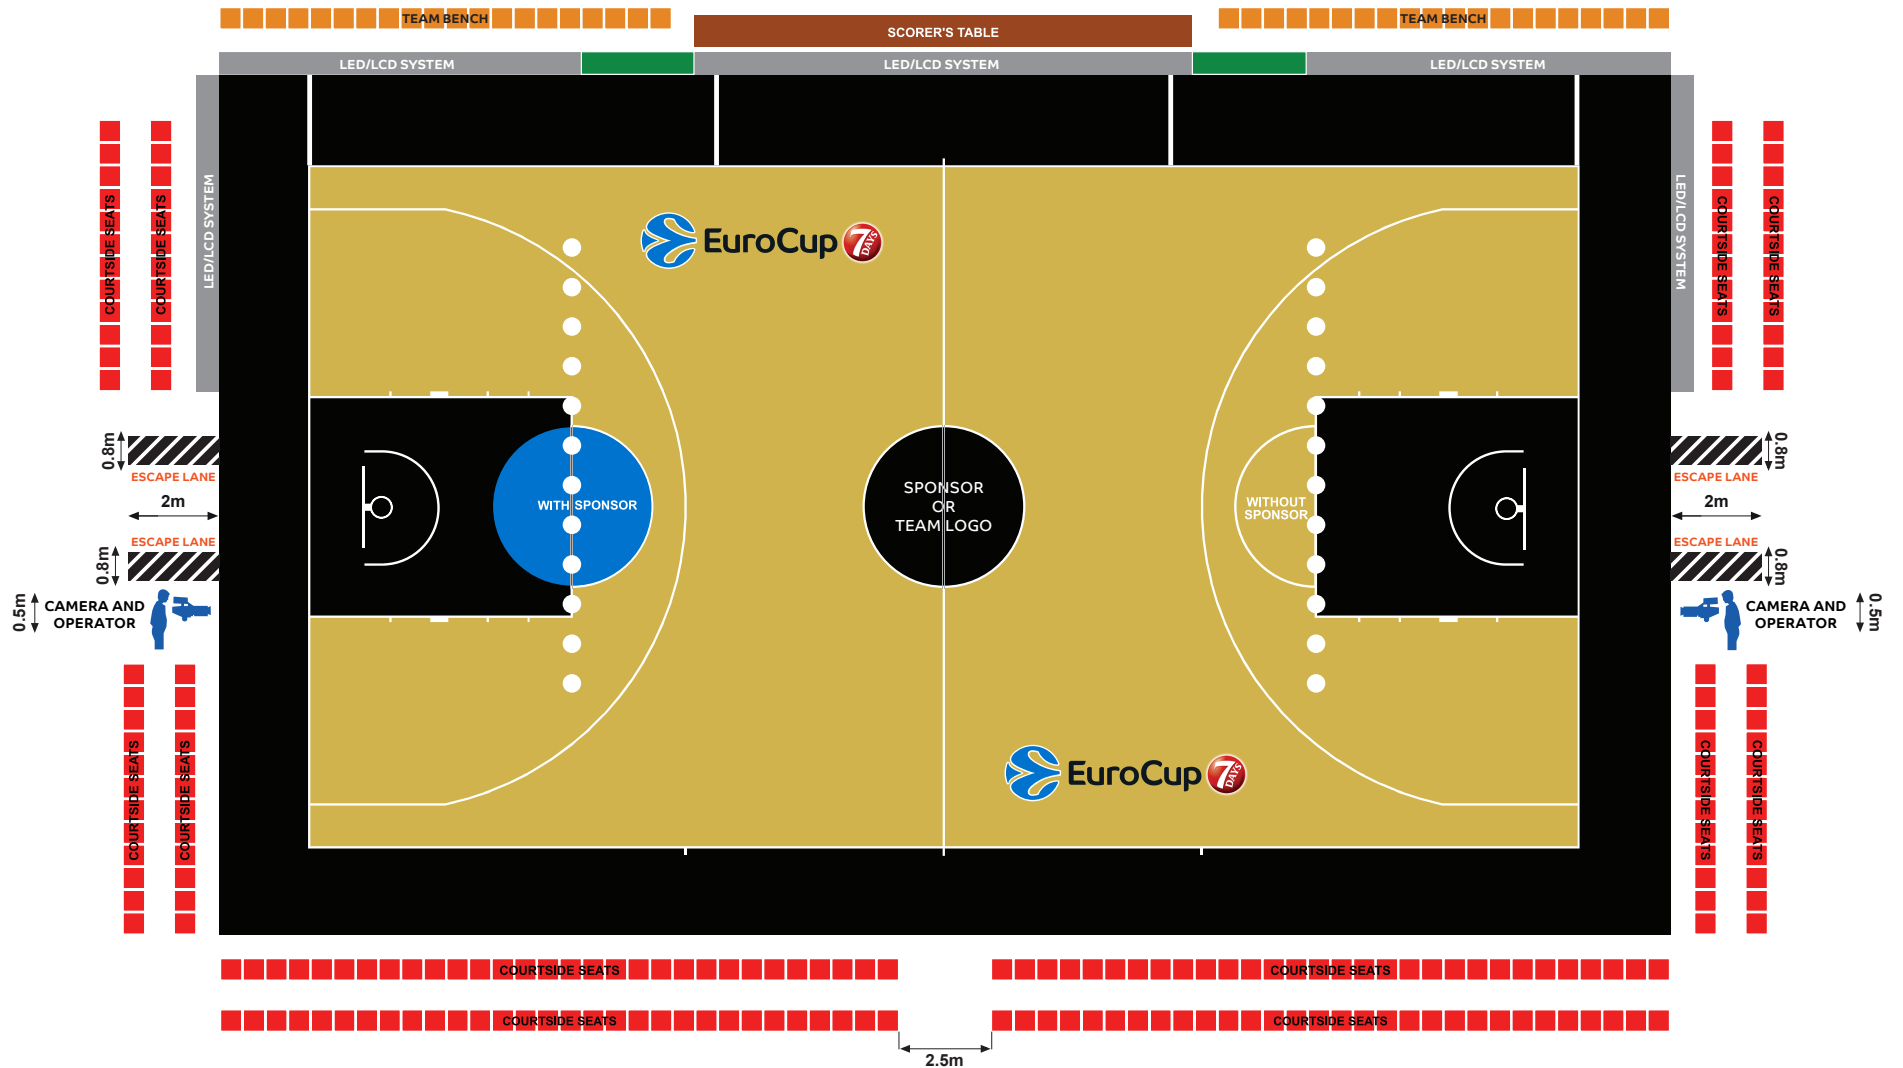 TEAM BENCH
TEAM BENCH
SCORER'S TABLE
LED/LCD SYSTEM
LED/LCD SYSTEM
LED/LCD SYSTEM
COURTSIDE SEATS
COURTSIDE SEATS
LED/LCD SYSTEM
LED/LCD SYSTEM
COURTSIDE SEATS
COURTSIDE SEATS
EuroCup
7
DAYS
0.8m
ESCAPE LANE
2m
ESCAPE LANE
0.8m
0.5m
CAMERA AND
OPERATOR
WITH SPONSOR
SPONSOR
OR
TEAM LOGO
WITHOUT
SPONSOR
0.8m
ESCAPE LANE
2m
ESCAPE LANE
0.8m
CAMERA AND
OPERATOR
0.5m
EuroCup
7
DAYS
COURTSIDE SEATS
COURTSIDE SEATS
COURTSIDE SEATS
COURTSIDE SEATS
COURTSIDE SEATS
COURTSIDE SEATS
COURTSIDE SEATS
COURTSIDE SEATS
2.5m